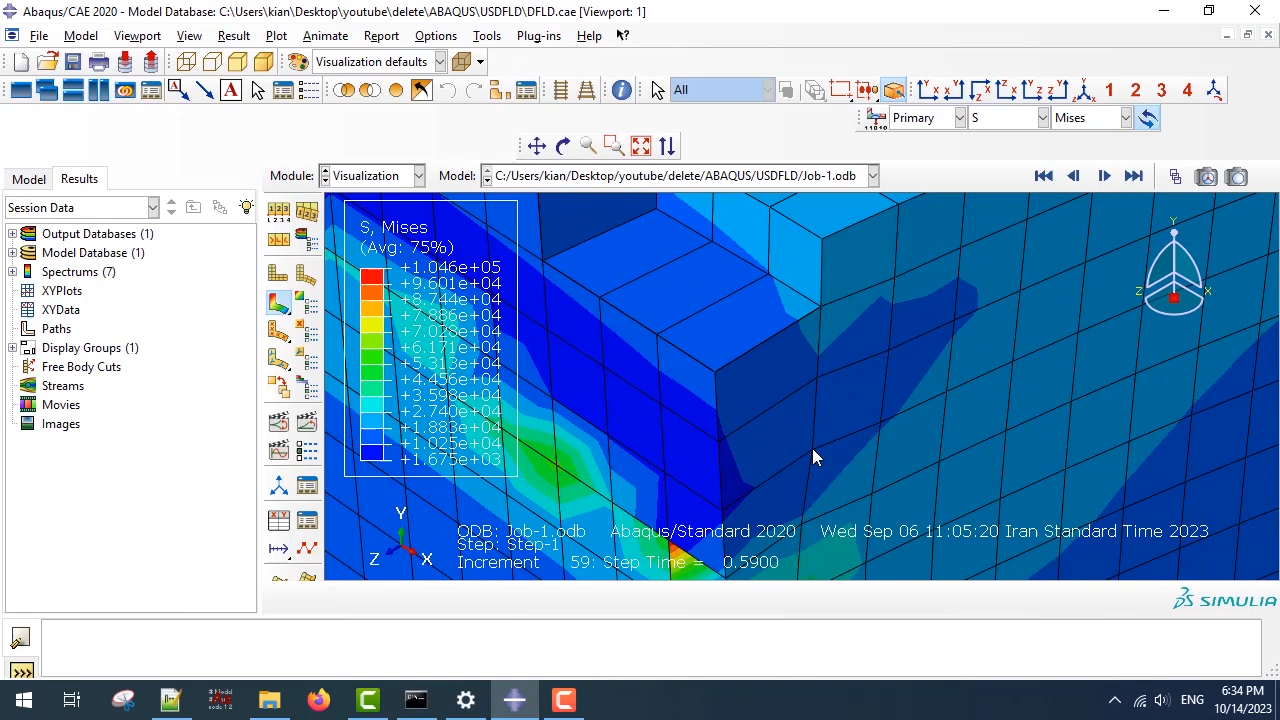 Abaqus/CAE 2020 - Model Database: C:\Users\kian\Desktop\youtube\delete\ABAQUS\USDFLD\DFLD.cae [Viewport: 1]
File Model Viewport View Result Plot Animate Report Options Tools Plug-ins Help
Visualization defaults
All
1 2 3 4
Primary S Mises
Model Results
Module: Visualization Model: C:/Users/kian/Desktop/youtube/delete/ABAQUS/USDFLD/Job-1.odb
Session Data
Output Databases (1)
Model Database (1)
Spectrums (7)
XYPlots
XYData
Paths
Display Groups (1)
Free Body Cuts
Streams
Movies
Images
S, Mises
(Avg: 75%)
+1.046e+05
+9.601e+04
+8.744e+04
+7.886e+04
+7.028e+04
+6.171e+04
+5.313e+04
+4.456e+04
+3.598e+04
+2.740e+04
+1.883e+04
+1.025e+04
+1.675e+03
Y
Z X
Y
Z X
ODB: Job-1.odb Abaqus/Standard 2020 Wed Sep 06 11:05:20 Iran Standard Time 2023
Step: Step-1
Increment 59: Step Time = 0.5900
SIMULIA
>>>
ENG
6:34 PM
10/14/2023